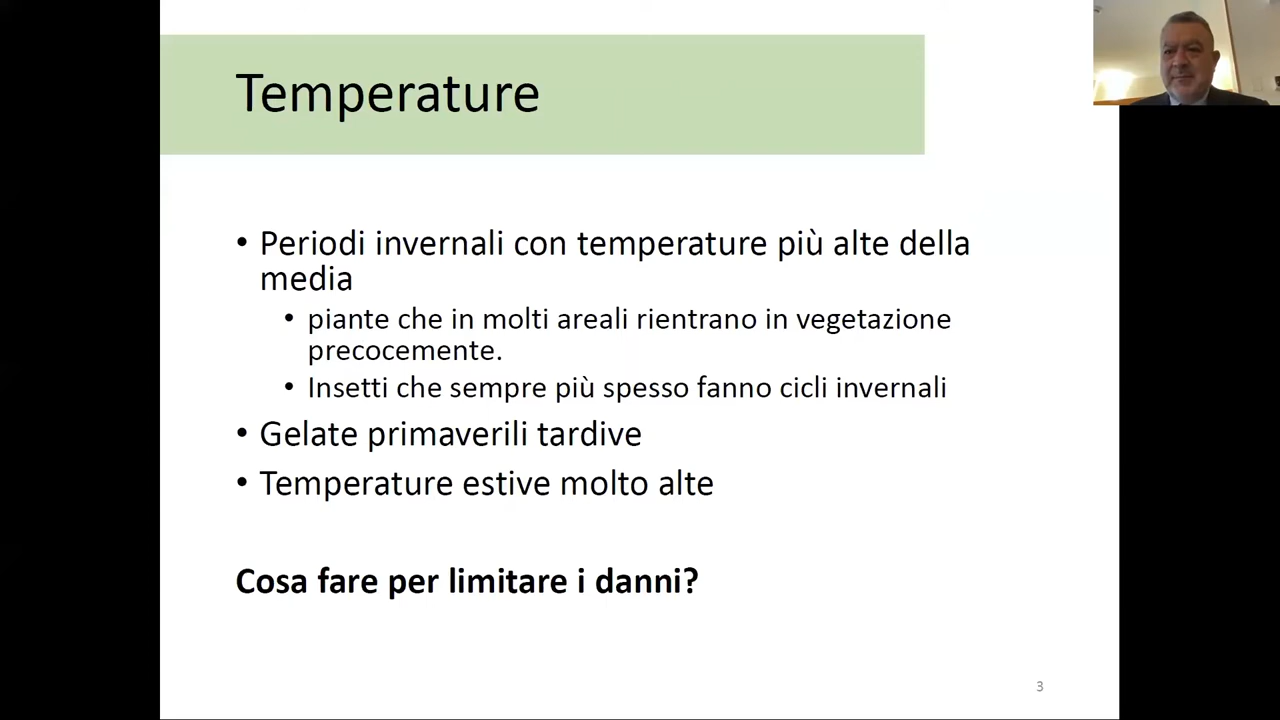 Temperature
• Periodi invernali con temperature più alte della
media
• piante che in molti areali rientrano in vegetazione
precocemente.
• Insetti che sempre più spesso fanno cicli invernali
• Gelate primaverili tardive
• Temperature estive molto alte
Cosa fare per limitare i danni?
3